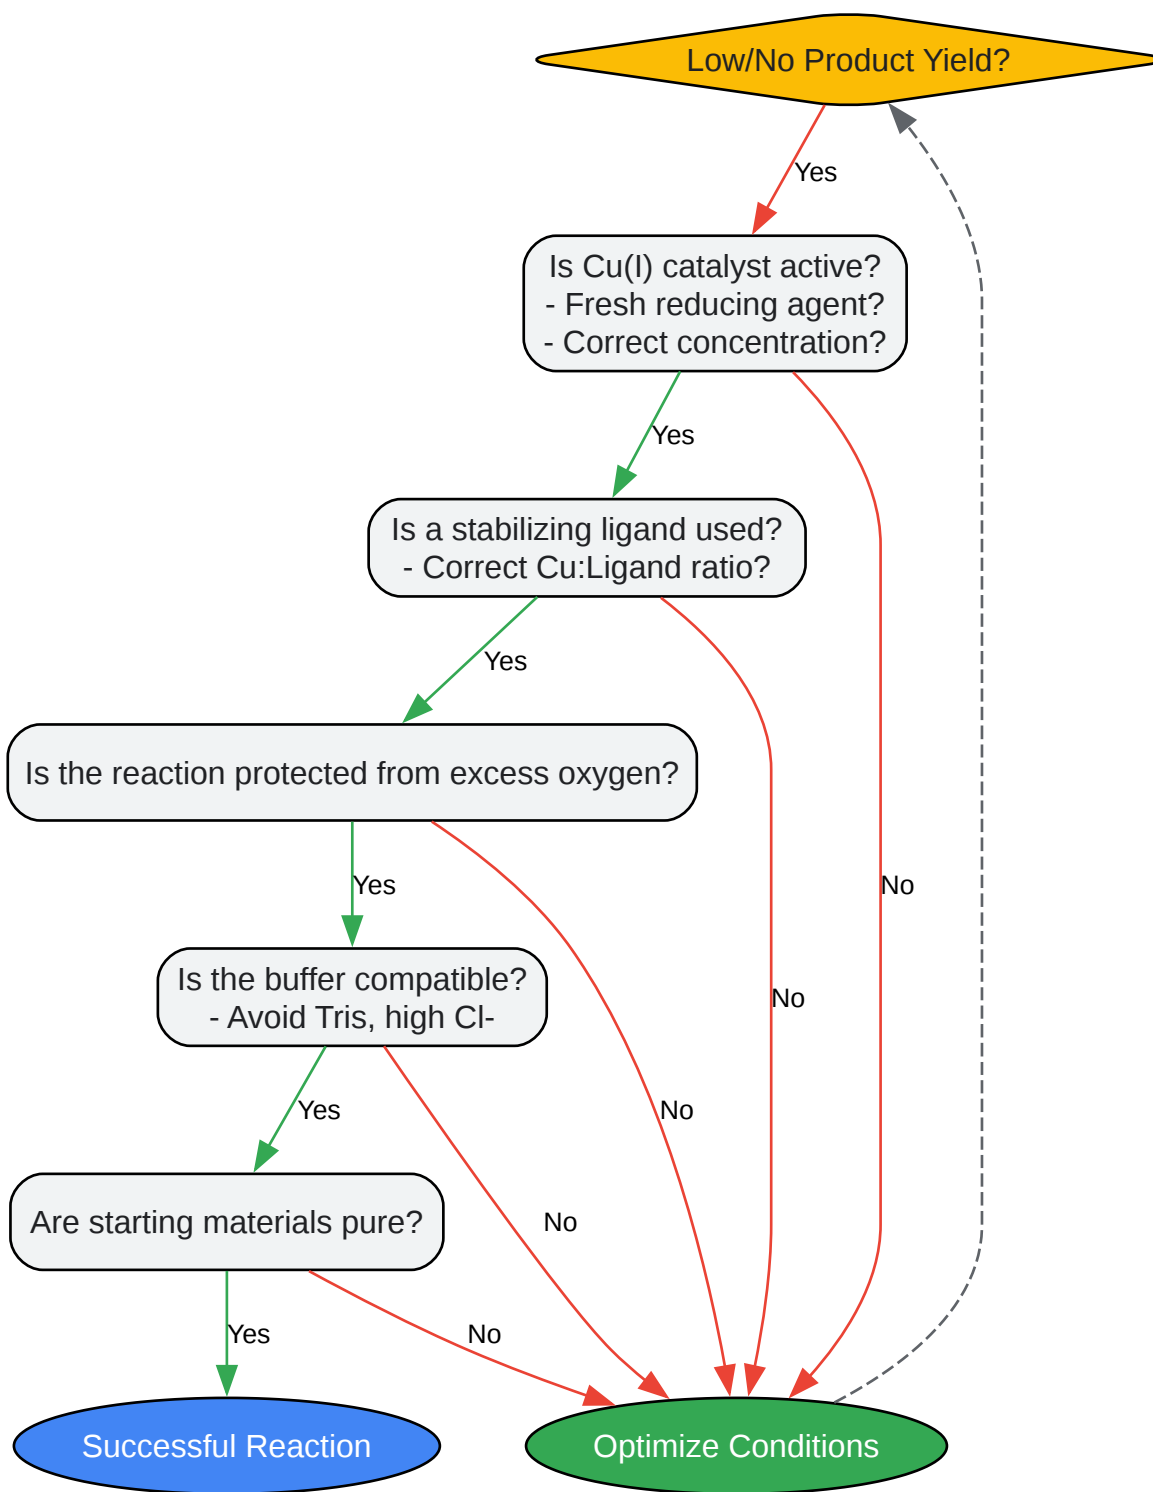 Low/No Product Yield?
Yes
Is Cu(I) catalyst active?
- Fresh reducing agent?
- Correct concentration?
Yes
Is a stabilizing ligand used?
- Correct Cu:Ligand ratio?
Yes
Is the reaction protected from excess oxygen?
Yes
No
Is the buffer compatible?
- Avoid Tris, high Cl-
No
Yes
No
Are starting materials pure?
No
Yes
No
Successful Reaction
Optimize Conditions